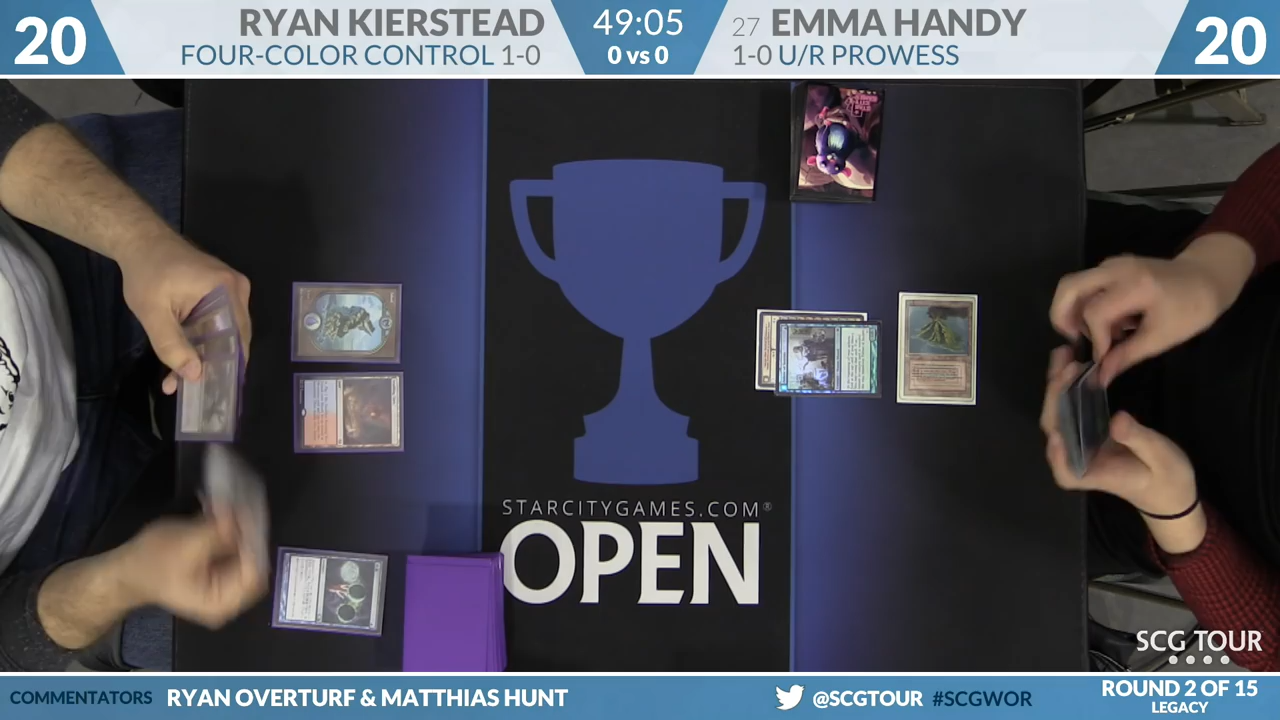 20
RYAN KIERSTEAD
FOUR-COLOR CONTROL 1-0
49:05
0 vs 0
27 EMMA HANDY
1-0 U/R PROWESS
20
STARCITYGAMES.COM®
OPEN
SCG TOUR
COMMENTATORS RYAN OVERTURF & MATTHIAS HUNT
@SCGTOUR #SCGWOR
ROUND 2 OF 15
LEGACY